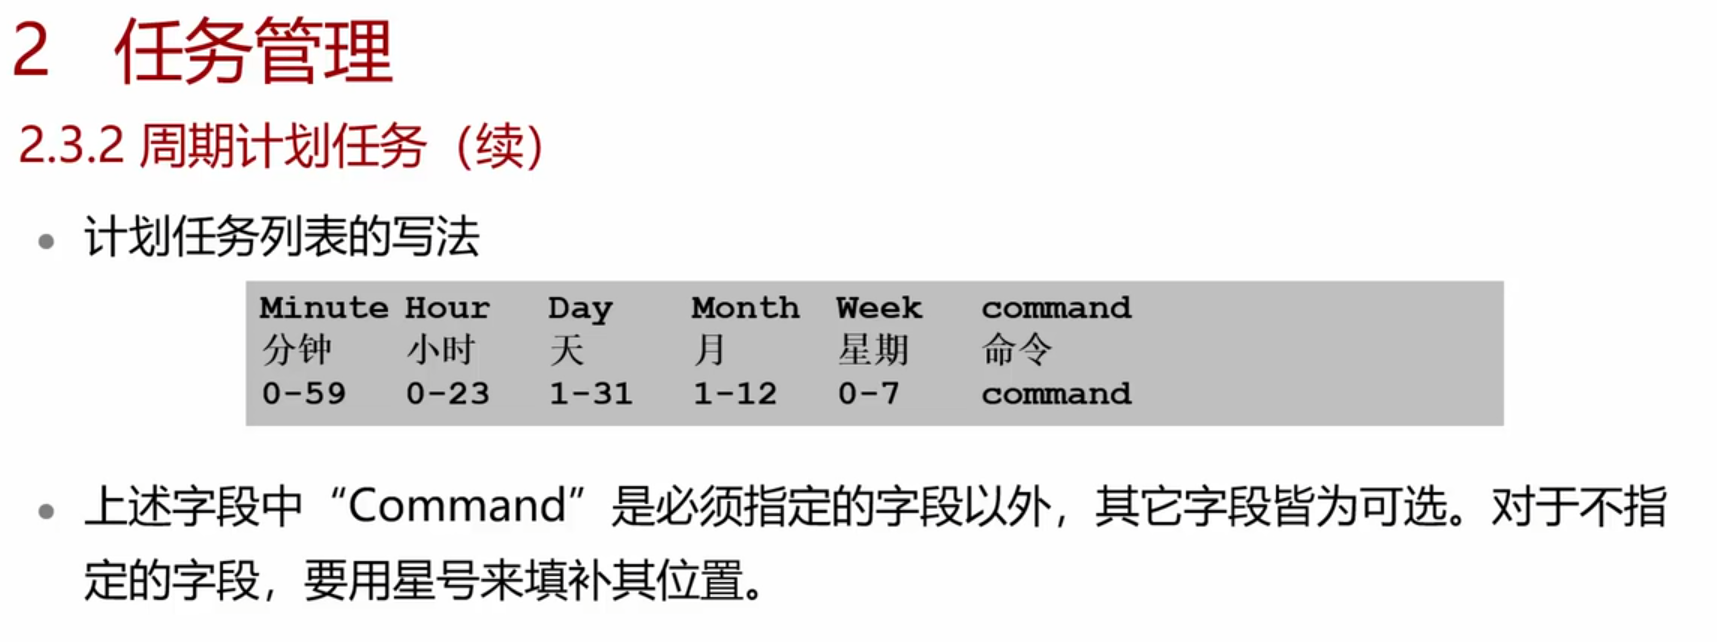 2 任务管理
2.3.2 周期计划任务（续）
计划任务列表的写法
Minute Hour Day Month Week command
分钟 小时 天 月 星期 命令
0-59 0-23 1-31 1-12 0-7 command
上述字段中“Command”是必须指定的字段以外，其它字段皆为可选。对于不指
定的字段，要用星号来填补其位置。